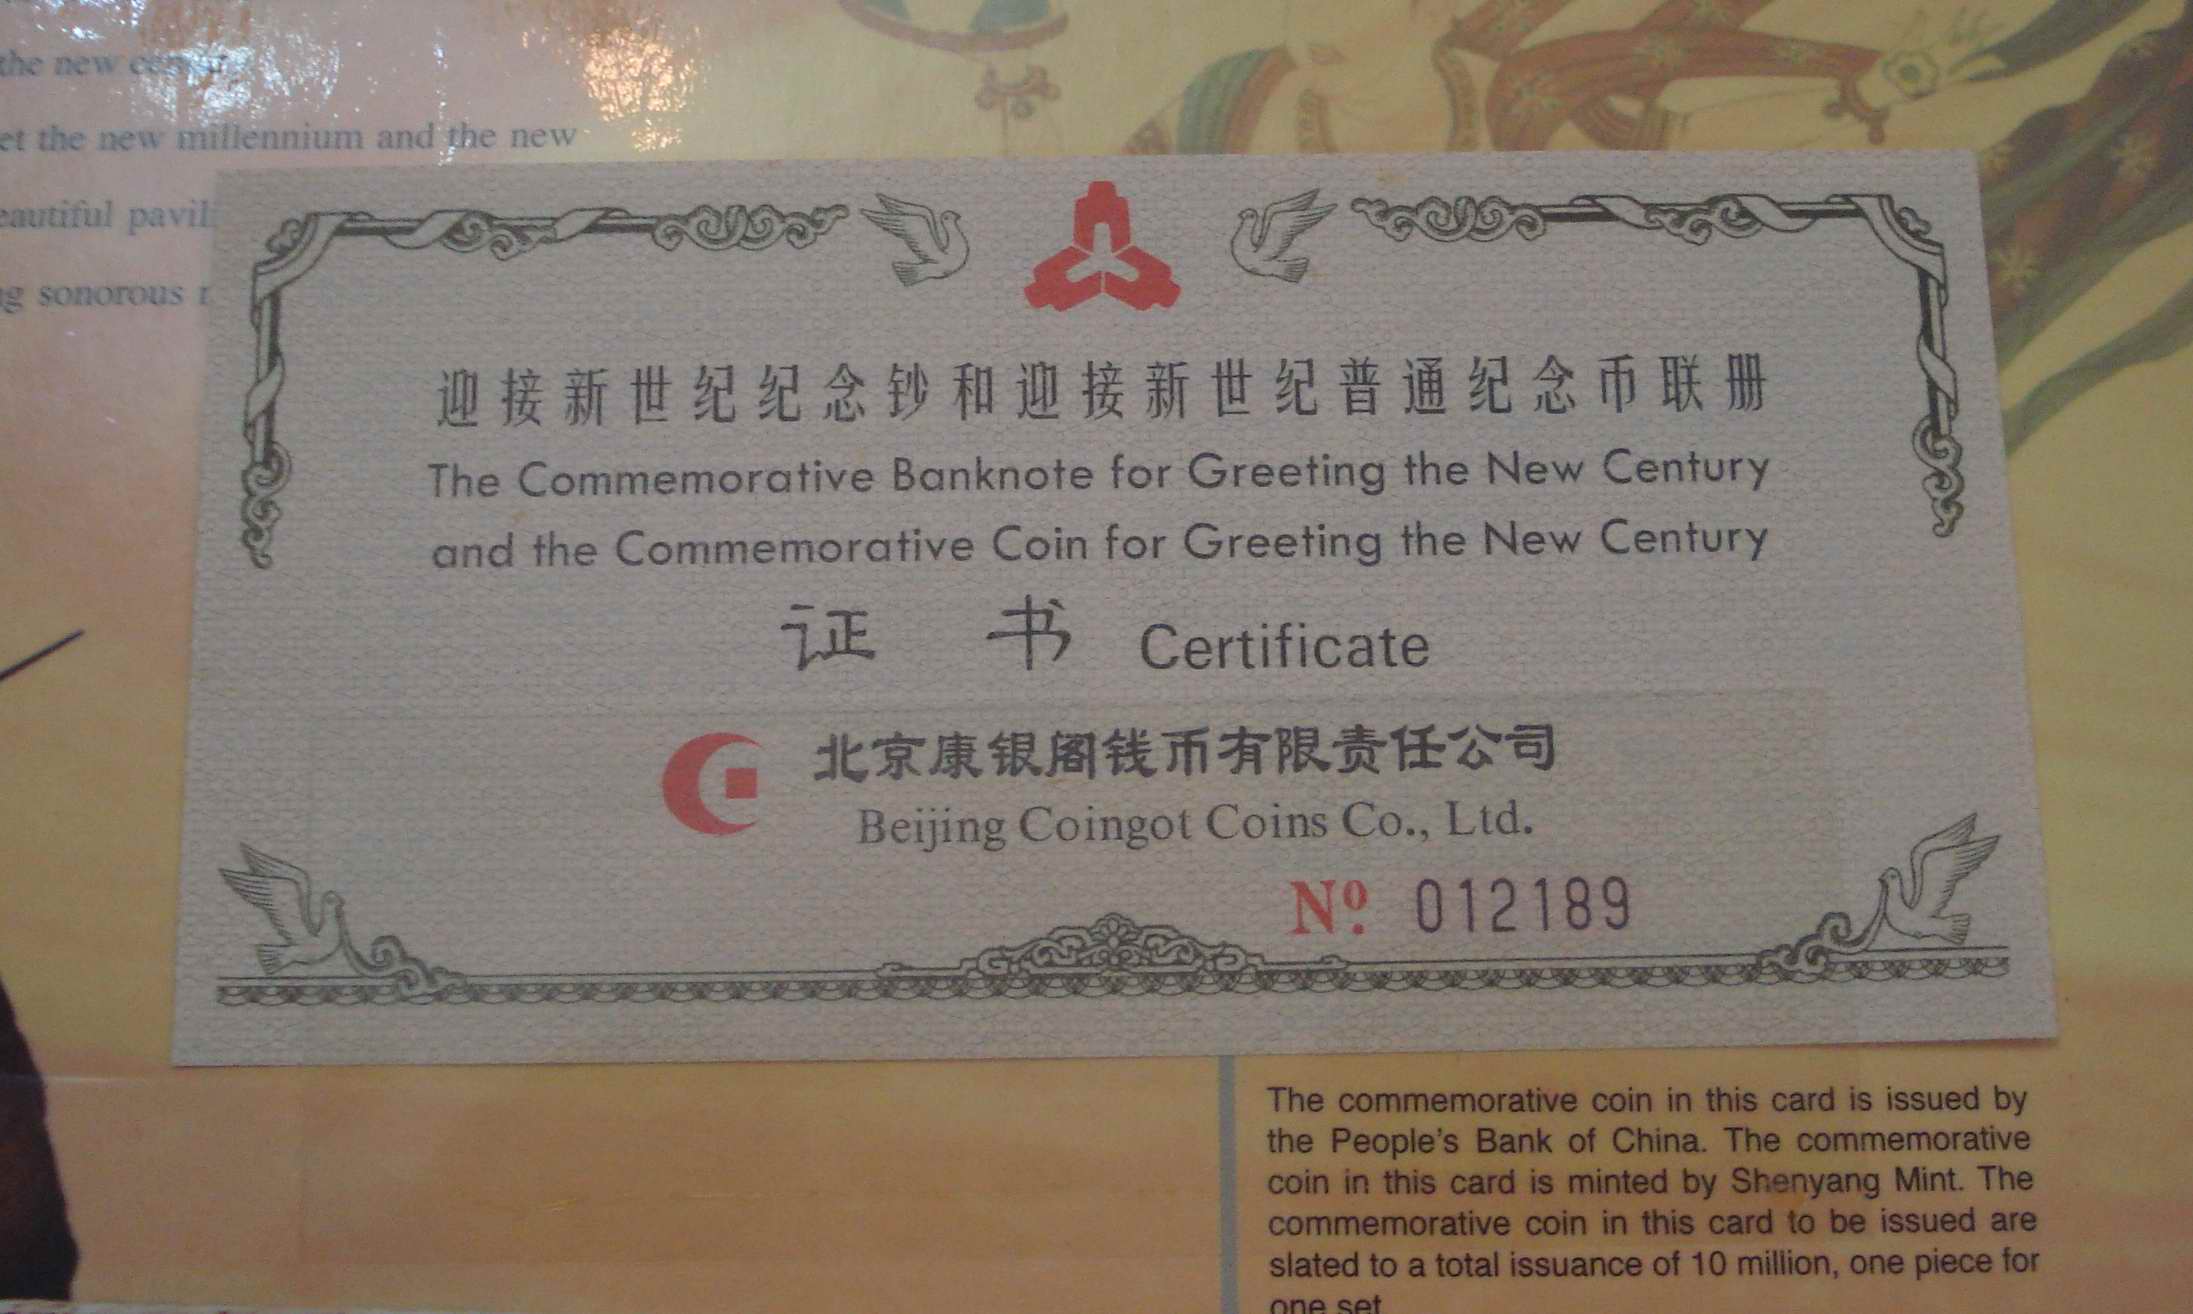 the new century
et the new millennium and the new
eautiful pavil
ng sonorous r
迎接新世纪纪念钞和迎接新世纪普通纪念币联册
The Commemorative Banknote for Greeting the New Century
and the Commemorative Coin for Greeting the New Century
证书 Certificate
北京康银阁钱币有限责任公司
Beijing Coingot Coins Co., Ltd.
Nº 012189
The commemorative coin in this card is issued by
the People's Bank of China. The commemorative
coin in this card is minted by Shenyang Mint. The
commemorative coin in this card to be issued are
slated to a total issuance of 10 million, one piece for
one set